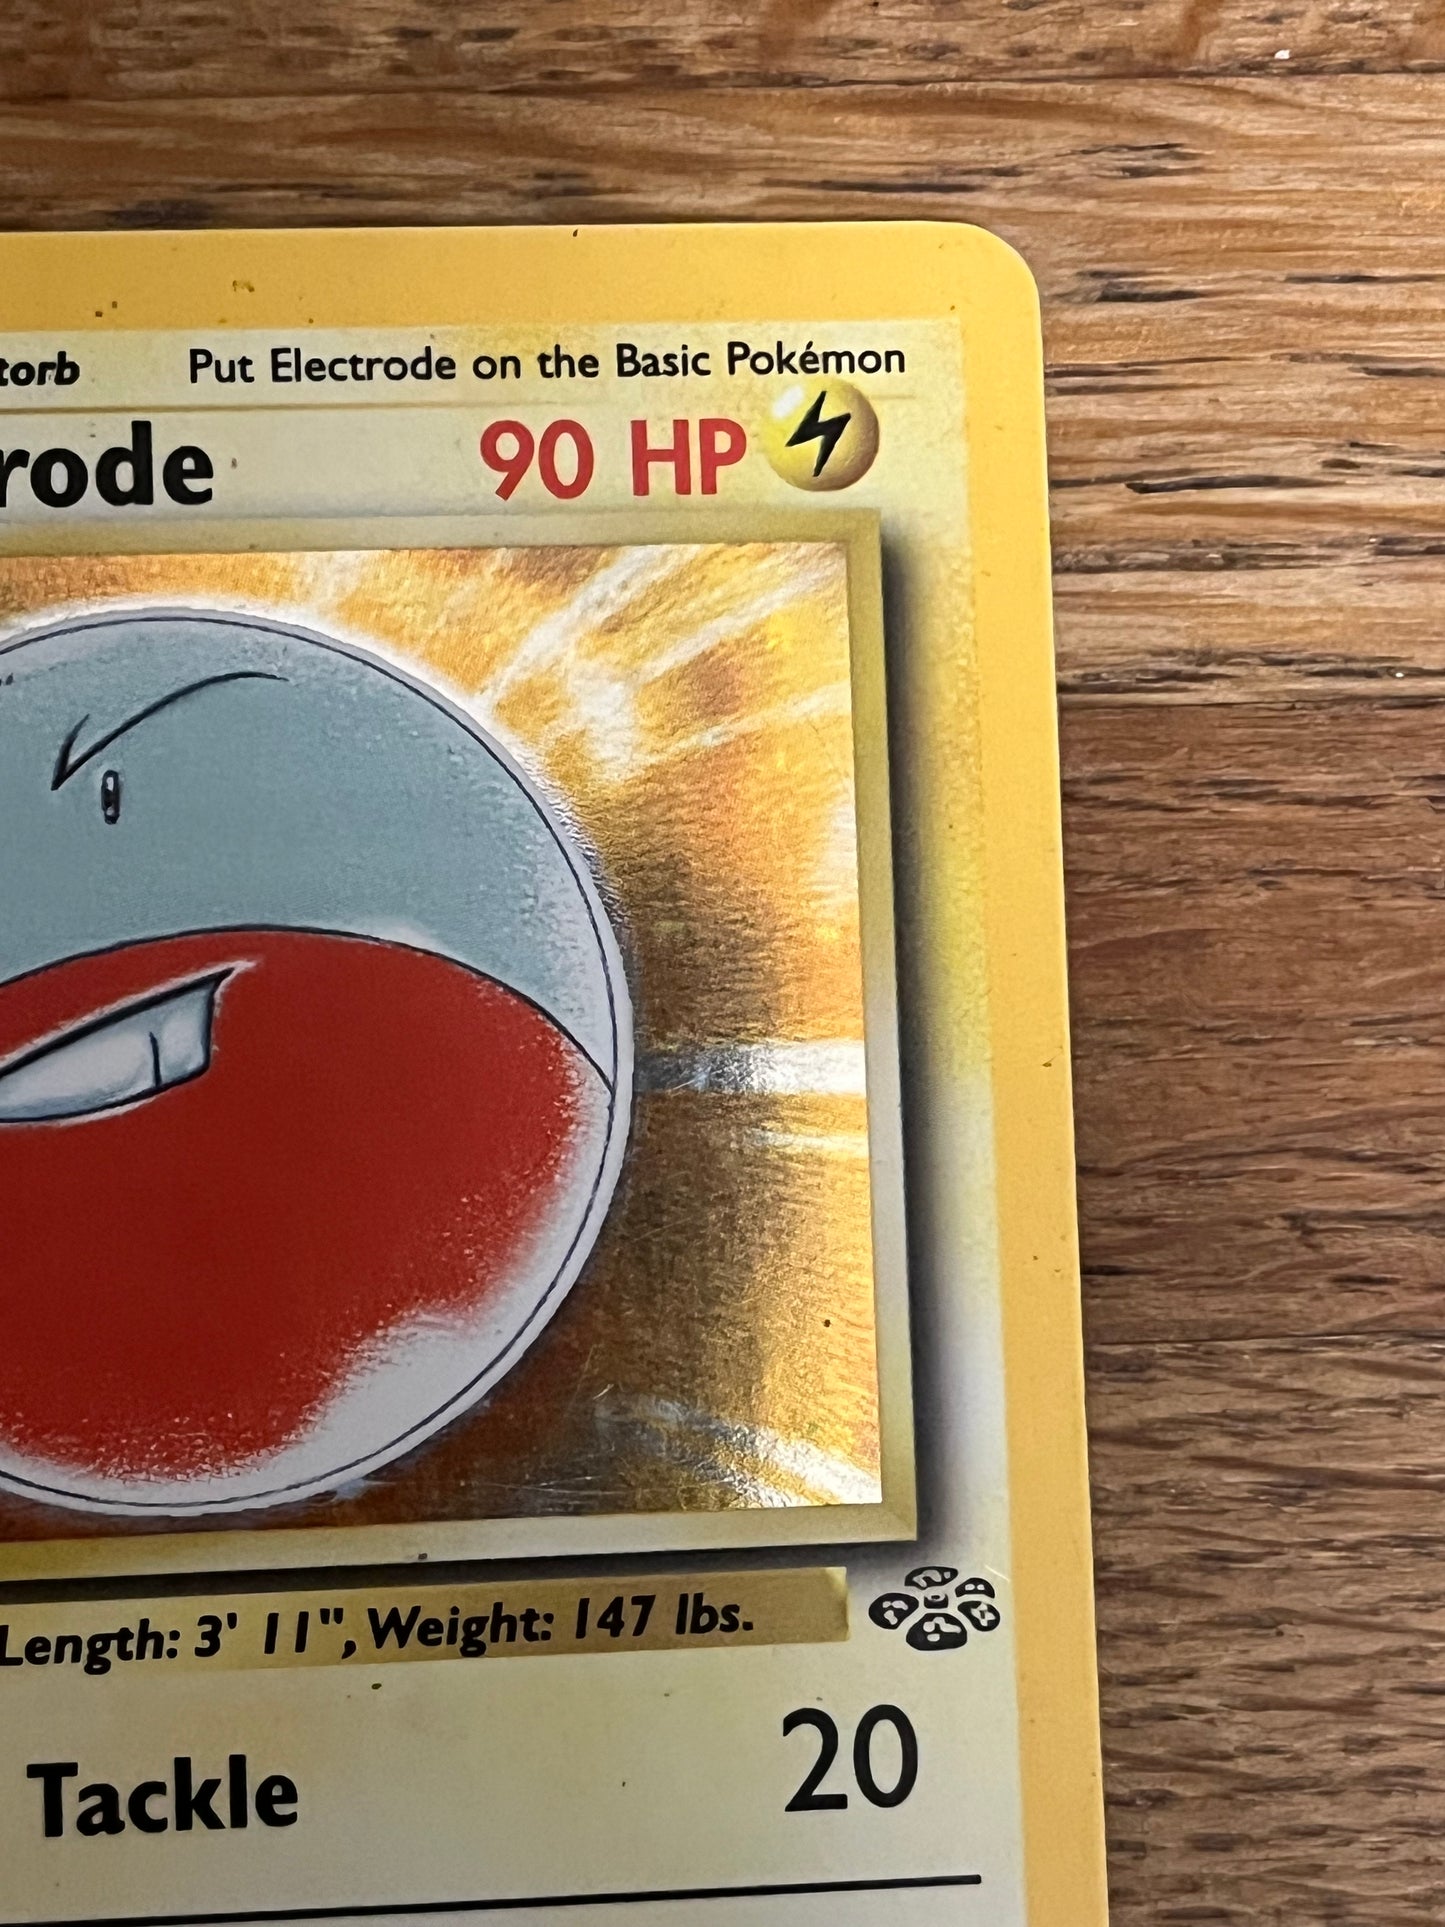 torb Put Electrode on the Basic Pokémon
rode 90 HP
Length: 3' 11", Weight: 147 lbs.
Tackle 20